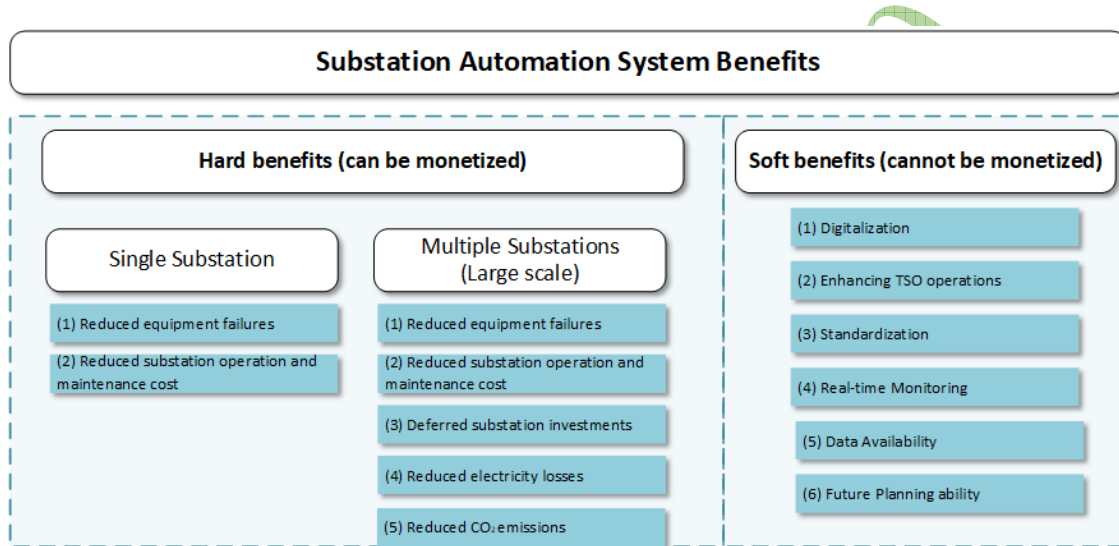 Substation Automation System Benefits
Hard benefits (can be monetized)
Single Substation
(1) Reduced equipment failures
(2) Reduced substation operation and
maintenance cost
Multiple Substations
(Large scale)
(1) Reduced equipment failures
(2) Reduced substation operation and
maintenance cost
(3) Deferred substation investments
(4) Reduced electricity losses
(5) Reduced CO₂ emissions
Soft benefits (cannot be monetized)
(1) Digitalization
(2) Enhancing TSO operations
(3) Standardization
(4) Real-time Monitoring
(5) Data Availability
(6) Future Planning ability